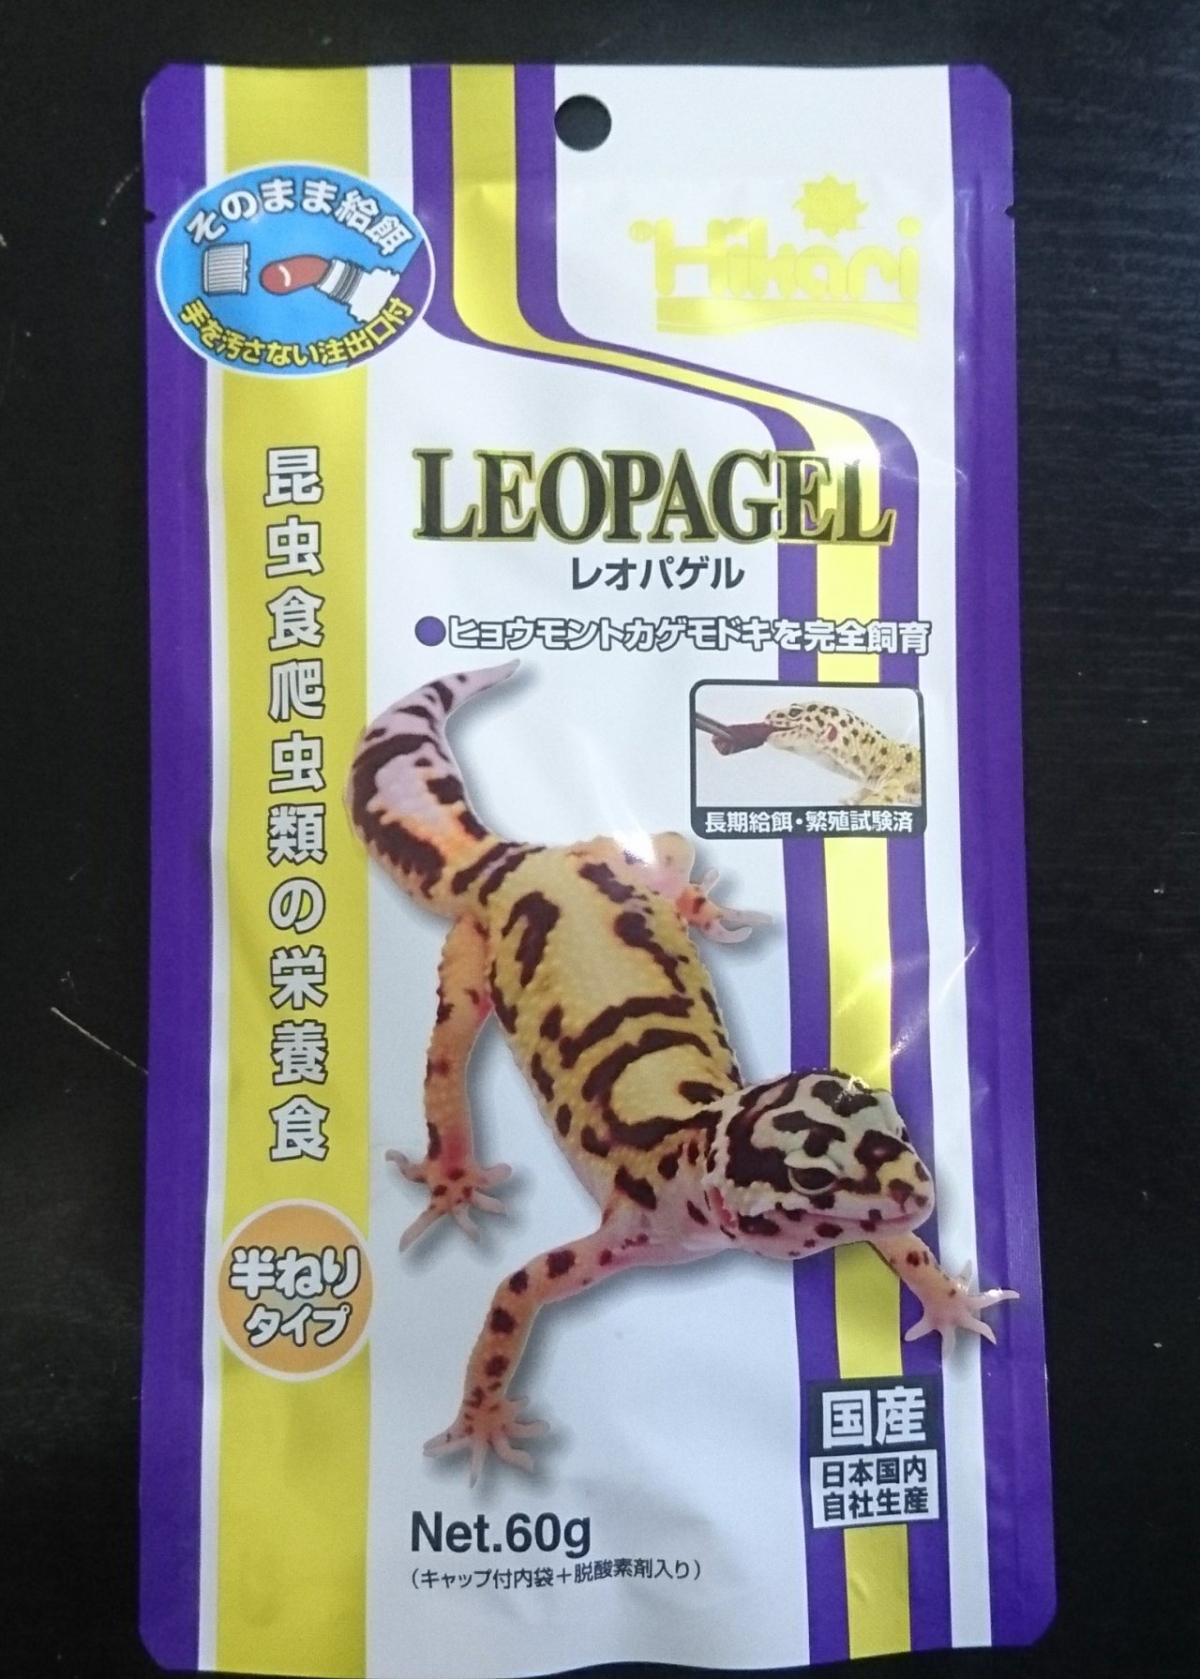 そのまま給餌
手を汚さない注出口付
Hikari
昆虫食爬虫類の栄養食
LEOPAGEL
レオパゲル
●ヒョウモントカゲモドキを完全飼育
長期給餌・繁殖試験済
半ねり
タイプ
国産
日本国内
自社生産
Net.60g
（キャップ付内袋＋脱酸素剤入り）